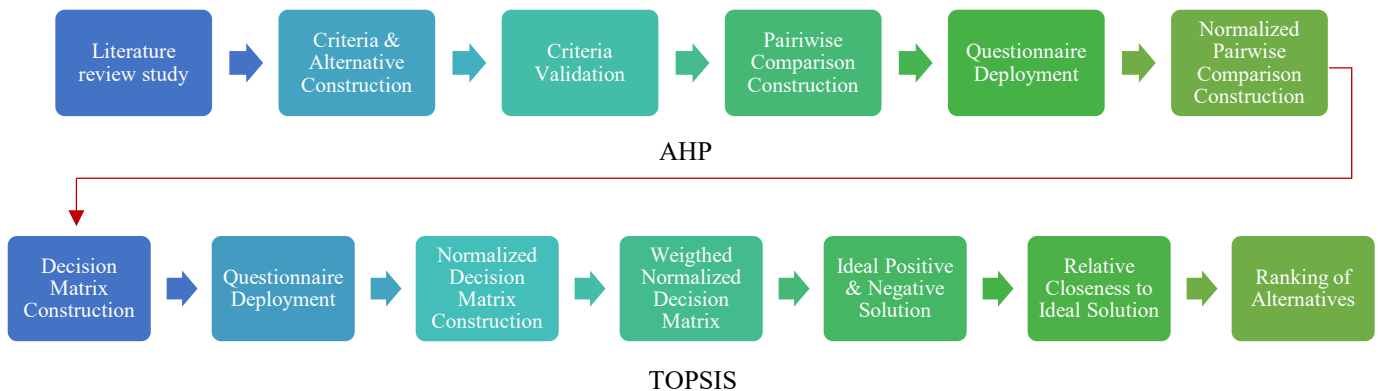 Literature
review study
Criteria &
Alternative
Construction
Criteria
Validation
Pairiwise
Comparison
Construction
Questionnaire
Deployment
Normalized
Pairwise
Comparison
Construction
AHP
Decision
Matrix
Construction
Questionnaire
Deployment
Normalized
Decision
Matrix
Construction
Weigthed
Normalized
Decision
Matrix
Ideal Positive
& Negative
Solution
Relative
Closeness to
Ideal Solution
Ranking of
Alternatives
TOPSIS